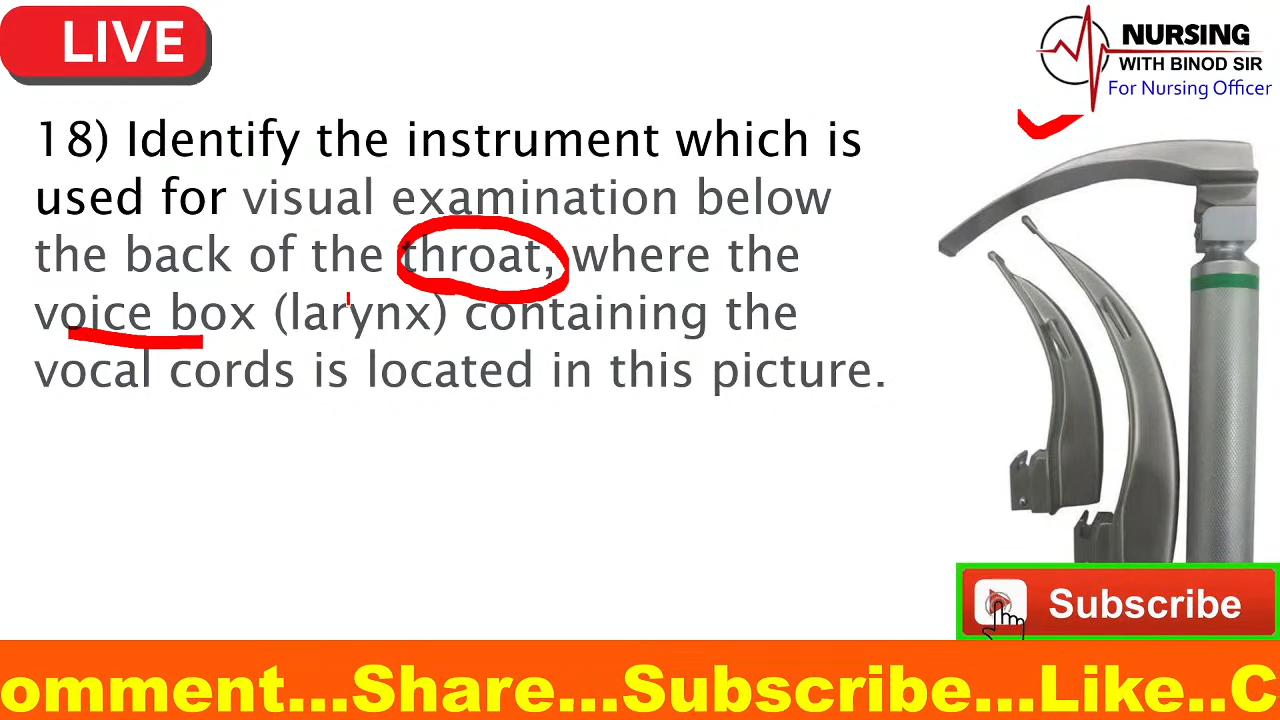 LIVE
NURSING
WITH BINOD SIR
For Nursing Officer
18) Identify the instrument which is
used for visual examination below
the back of the throat, where the
voice box (larynx) containing the
vocal cords is located in this picture.
Subscribe
omment...Share...Subscribe...Like..C